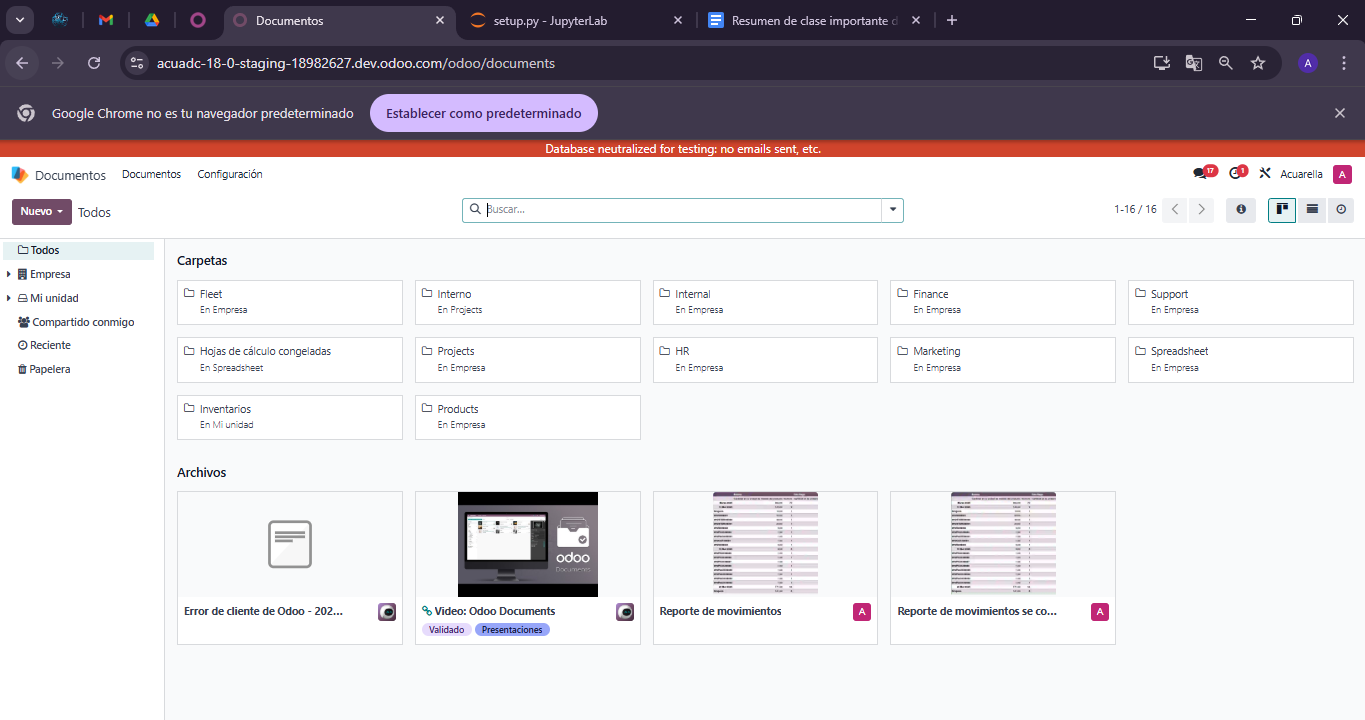 Documentos
setup.py - JupyterLab
Resumen de clase importante d
acuadc-18-0-staging-18982627.dev.odoo.com/odoo/documents
A
Google Chrome no es tu navegador predeterminado
Establecer como predeterminado
Database neutralized for testing: no emails sent, etc.
Documentos Documentos Configuración
17 1 Acuarella A
Nuevo Todos
Buscar...
1-16 / 16
Todos
Empresa
Mi unidad
Compartido conmigo
Reciente
Papelera
Carpetas
Fleet
En Empresa
Interno
En Projects
Internal
En Empresa
Finance
En Empresa
Support
En Empresa
Hojas de cálculo congeladas
En Spreadsheet
Projects
En Empresa
HR
En Empresa
Marketing
En Empresa
Spreadsheet
En Empresa
Inventarios
En Mi unidad
Products
En Empresa
Archivos
Error de cliente de Odoo - 202...
odoo
Documents
Video: Odoo Documents
Validado Presentaciones
Reporte de movimientos
A
Reporte de movimientos se co...
A